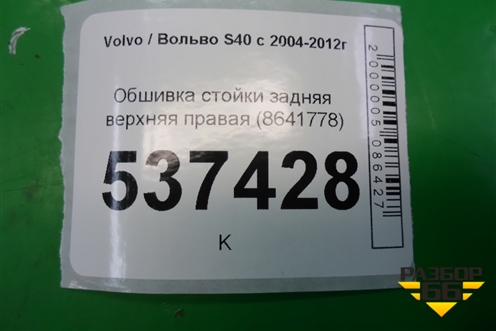 Volvo / Вольво S40 с 2004-2012г
Обшивка стойки задняя
верхняя правая (8641778)
537428
К
2000005086427
РАЗБОР
66